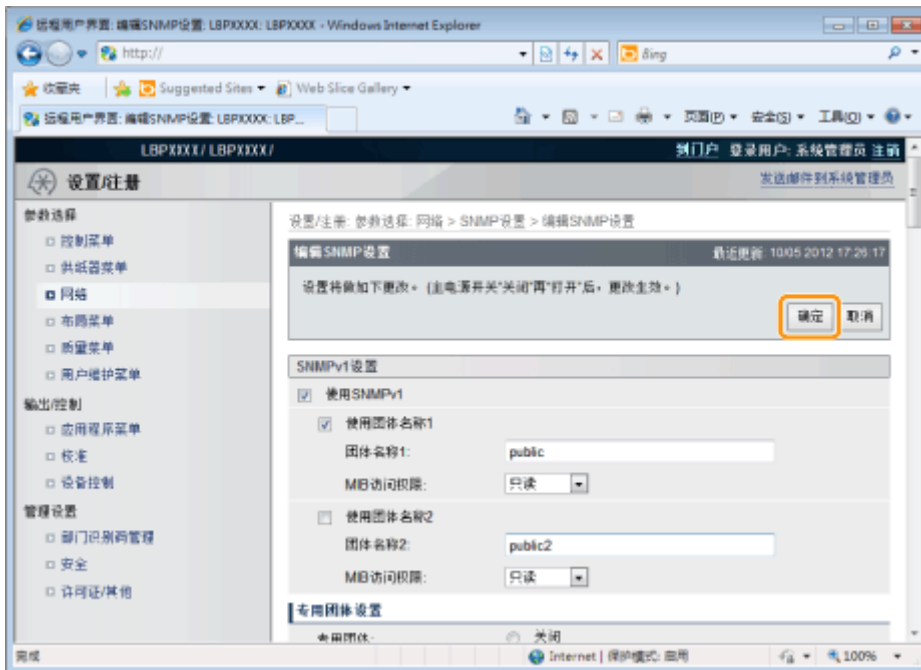 远程用户界面: 编辑SNMP设置: LBPXXXX: LBPXXXX - Windows Internet Explorer
http://
Bing
收藏夹 Suggested Sites Web Slice Gallery
远程用户界面: 编辑SNMP设置: LBPXXXX: LBP...
页面(P) 安全(S) 工具(O)
LBPXXXX/ LBPXXXX/
到门户 登录用户: 系统管理员 注销
设置/注册
发送邮件到系统管理员
参数选择
控制菜单
供纸器菜单
网络
布局菜单
质量菜单
用户维护菜单
输出/控制
应用程序菜单
校准
设备控制
管理设置
部门识别码管理
安全
许可证/其他
设置/注册: 参数选择: 网络 > SNMP设置 > 编辑SNMP设置
编辑SNMP设置
最近更新: 10/05 2012 17:26:17
设置将做如下更改。(主电源开关"关闭"再"打开"后，更改生效。)
确定 取消
SNMPv1设置
使用SNMPv1
使用团体名称1
团体名称1: public
MIB访问权限: 只读
使用团体名称2
团体名称2: public2
MIB访问权限: 只读
专用团体设置
专用团体: 关闭
完成
Internet | 保护模式: 启用
100%